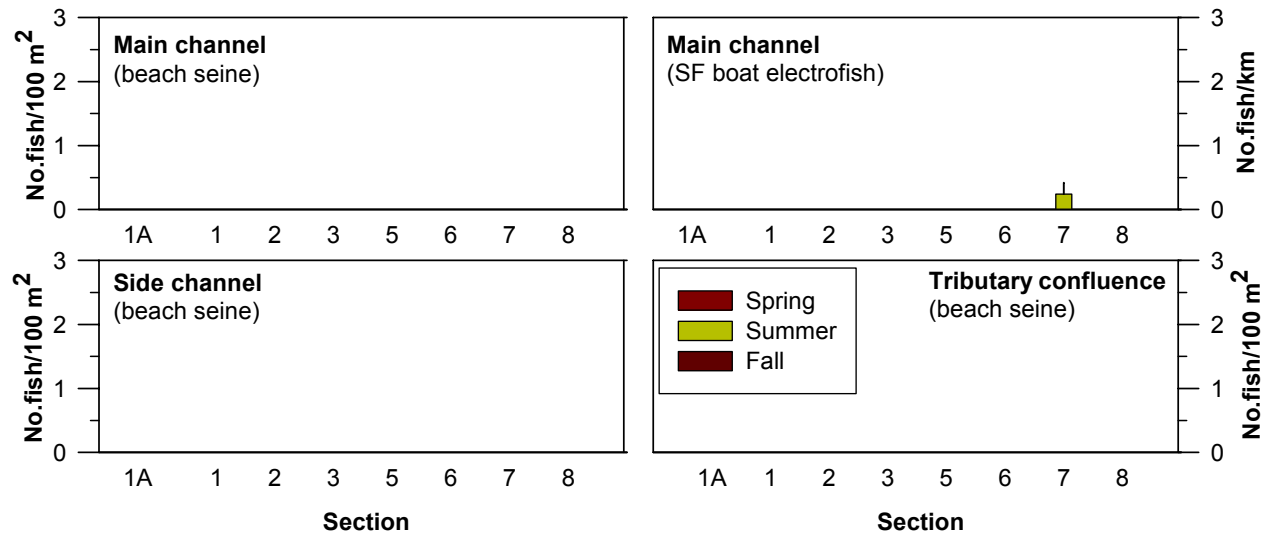 Main channel
(beach seine)
No.fish/100 m²
3
2
1
0
1A 1 2 3 5 6 7 8
Main channel
(SF boat electrofish)
No.fish/km
3
2
1
0
1A 1 2 3 5 6 7 8
Side channel
(beach seine)
No.fish/100 m²
3
2
1
0
1A 1 2 3 5 6 7 8
Section
Tributary confluence
(beach seine)
Spring
Summer
Fall
No.fish/100 m²
3
2
1
0
1A 1 2 3 5 6 7 8
Section